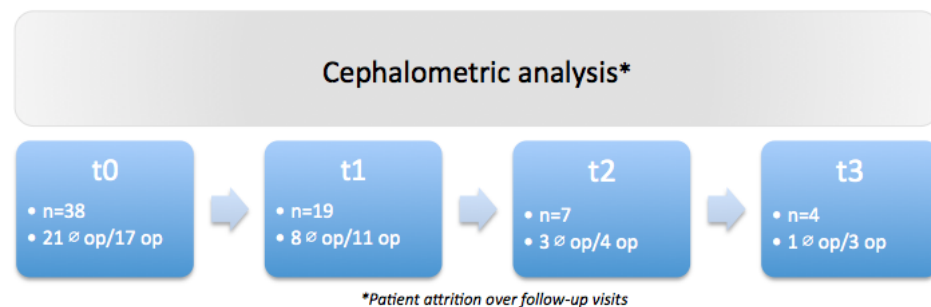 Cephalometric analysis*
t0
• n=38
• 21 ⌀ op/17 op
t1
• n=19
• 8 ⌀ op/11 op
t2
• n=7
• 3 ⌀ op/4 op
t3
• n=4
• 1 ⌀ op/3 op
*Patient attrition over follow-up visits